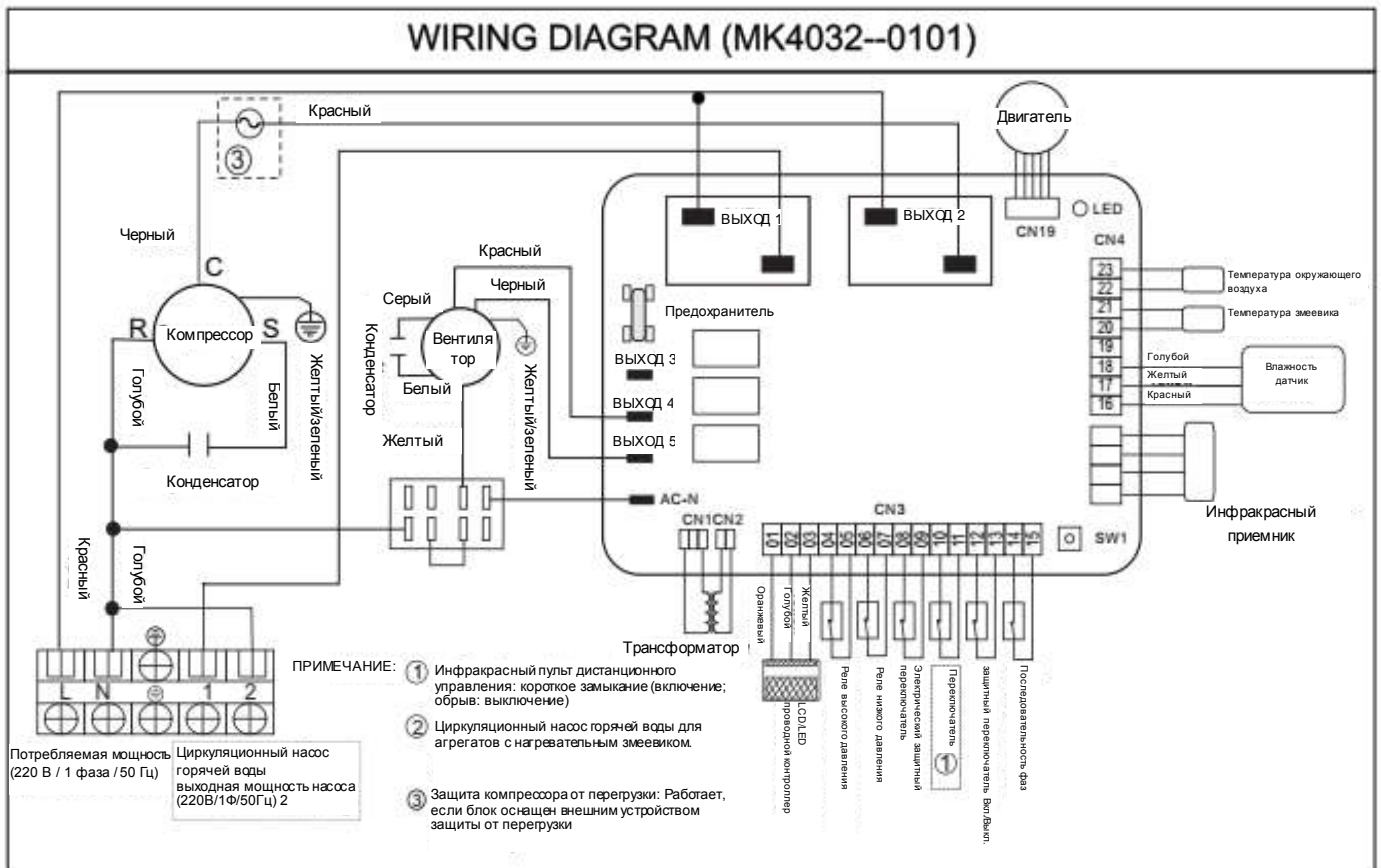 WIRING DIAGRAM (MK4032--0101)
Красный
③
Черный
C
R
Компрессор
S
Желтый/зеленый
Голубой
Белый
Конденсатор
Красный
Черный
Серый
Конденсатор
Вентиля
тор
Белый
Желтый/зеленый
Желтый
Двигатель
ВЫХОД 1
ВЫХОД 2
CN19
LED
CN4
23
22
21
20
19
18
17
16
Температура окружающего
воздуха
Температура змеевика
Голубой
Желтый
Красный
Влажность
датчик
Инфракрасный
приемник
Предохранитель
ВЫХОД 3
ВЫХОД 4
ВЫХОД 5
AC-N
CN1
CN2
CN3
01
02
03
04
05
06
07
08
09
10
11
12
13
14
15
SW1
Трансформатор
Оранжевый
Голубой
Желтый
LCD/LED
проводной контроллер
Реле высокого давления
Реле низкого давления
Электрический защитный
переключатель
Переключатель
①
защитный переключатель Вкл./Выкл.
Последовательность фаз
Красный
Голубой
L
N
1
2
Потребляемая мощность
(220 В / 1 фаза / 50 Гц)
Циркуляционный насос
горячей воды
выходная мощность насоса
(220В/1Ф/50Гц) 2
ПРИМЕЧАНИЕ:
① Инфракрасный пульт дистанционного
управления: короткое замыкание (включение;
обрыв: выключение)
② Циркуляционный насос горячей воды для
агрегатов с нагревательным змеевиком.
③ Защита компрессора от перегрузки: Работает,
если блок оснащен внешним устройством
защиты от перегрузки